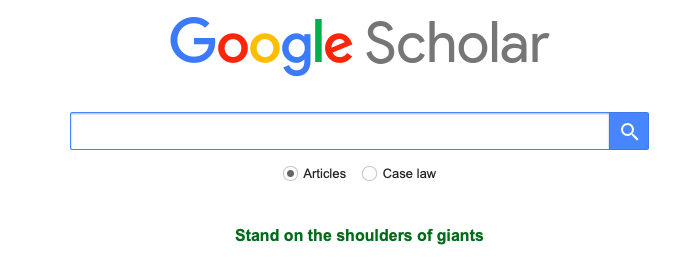 Google Scholar
Articles Case law
Stand on the shoulders of giants